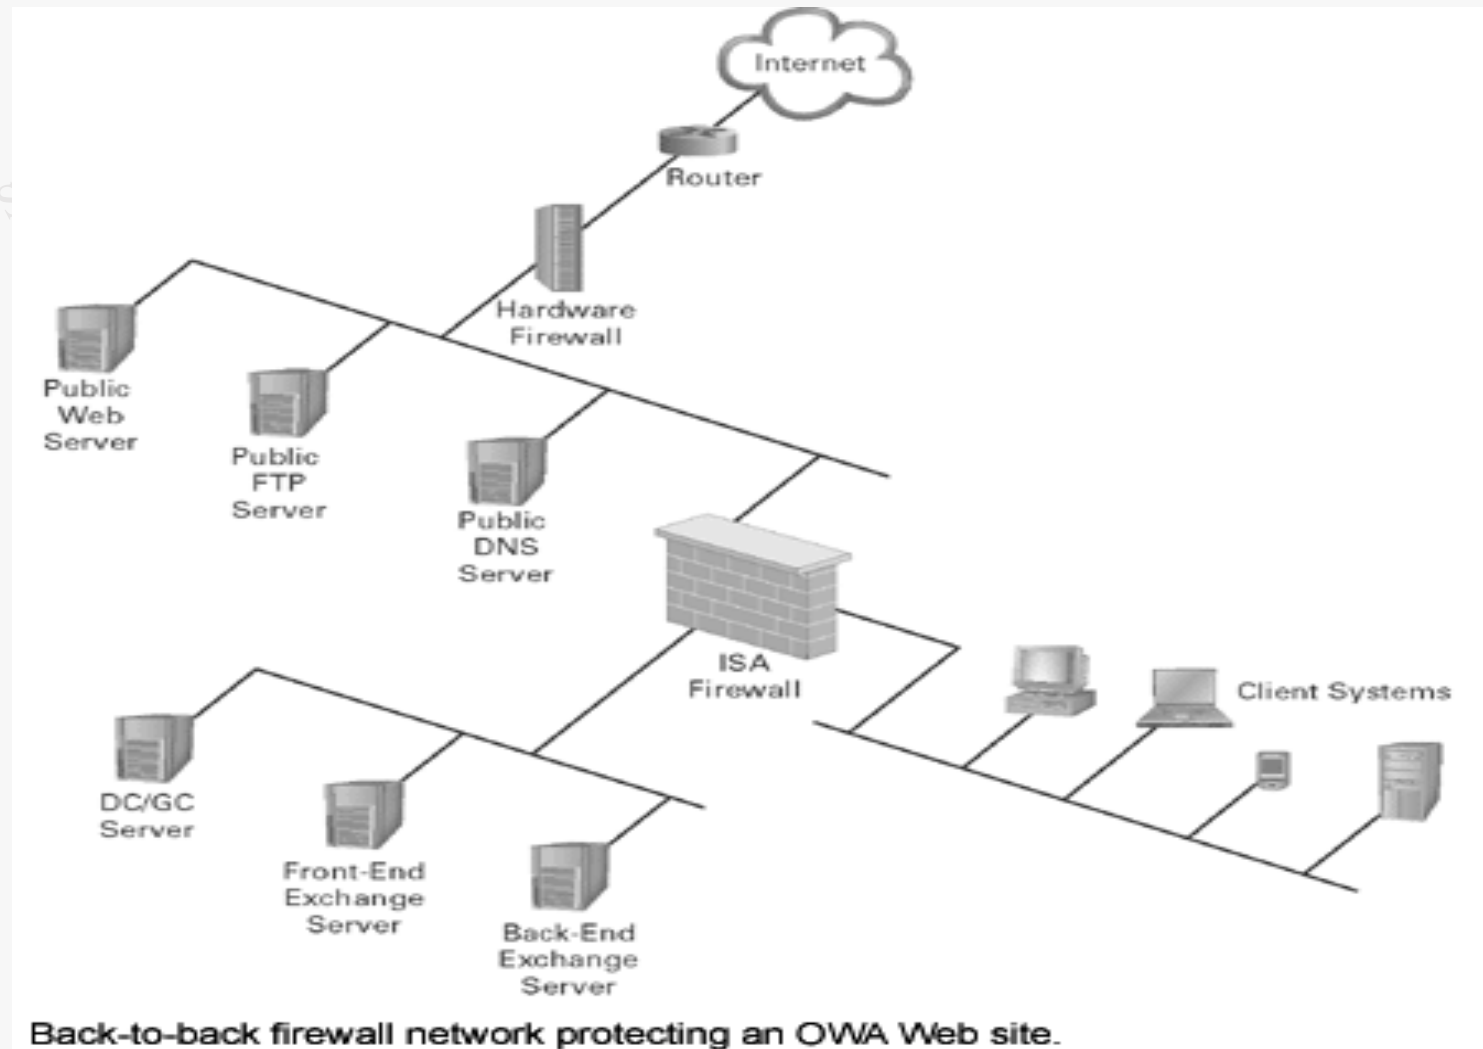 Internet
Router
Hardware
Firewall
Public
Web
Server
Public
FTP
Server
Public
DNS
Server
ISA
Firewall
Client Systems
DC/GC
Server
Front-End
Exchange
Server
Back-End
Exchange
Server
Back-to-back firewall network protecting an OWA Web site.